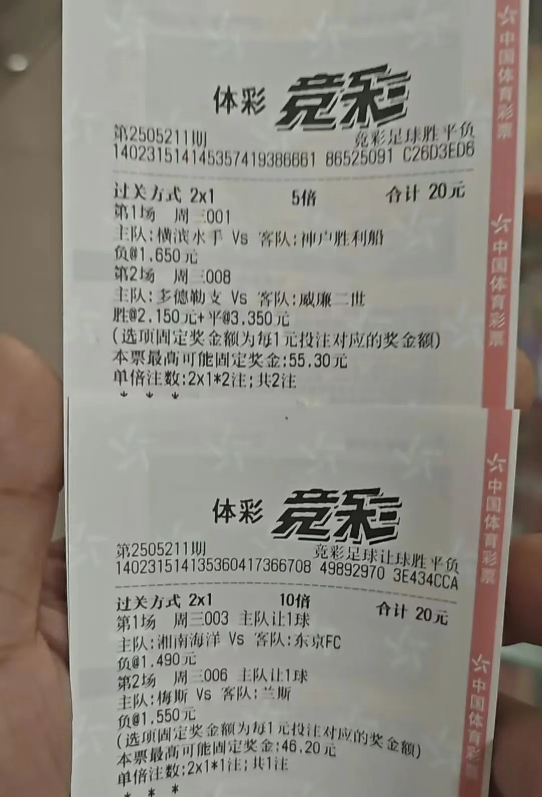 体彩 竞彩
第2505211期 竞彩足球胜平负
140231514145357419386661 86525091 C26D3ED6
过关方式 2x1 5倍 合计 20元
第1场 周三001
主队:横滨水手 Vs 客队:神户胜利船
负@1.650元
第2场 周三008
主队:多德勒支 Vs 客队:威廉二世
胜@2.150元+平@3.350元
(选项固定奖金额为每1元投注对应的奖金额)
本票最高可能固定奖金:55.30元
单倍注数:2x1*2注;共2注
* * *
中国体育彩票
中国体育彩票
体彩 竞彩
第2505211期 竞彩足球让球胜平负
140231514135360417366708 49892970 3E434CCA
过关方式 2x1 10倍 合计 20元
第1场 周三003 主队让1球
主队:湘南海洋 Vs 客队:东京FC
负@1.490元
第2场 周三006 主队让1球
主队:梅斯 Vs 客队:兰斯
负@1.550元
(选项固定奖金额为每1元投注对应的奖金额)
本票最高可能固定奖金:46.20元
单倍注数:2x1*1注;共1注
* * *
中国体育彩票
中国体育彩票